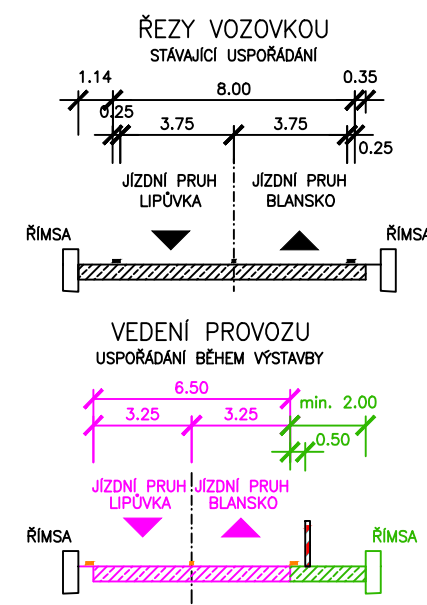 ŘEZY VOZOVKOU
STÁVAJÍCÍ USPOŘÁDÁNÍ
1.14
8.00
0.35
0.25
3.75
3.75
0.25
JÍZDNÍ PRUH
LIPŮVKA
JÍZDNÍ PRUH
BLANSKO
ŘÍMSA
ŘÍMSA
VEDENÍ PROVOZU
USPOŘÁDÁNÍ BĚHEM VÝSTAVBY
6.50
min. 2.00
3.25
3.25
0.50
JÍZDNÍ PRUH
LIPŮVKA
JÍZDNÍ PRUH
BLANSKO
ŘÍMSA
ŘÍMSA